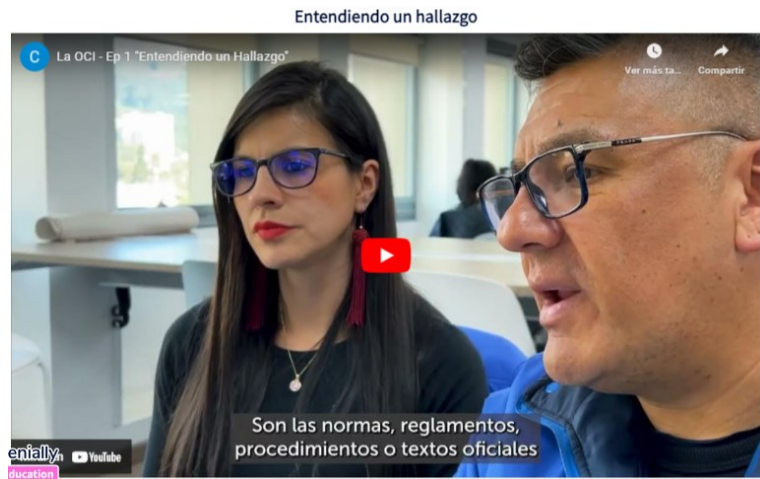 Entendiendo un hallazgo
C
La OCI - Ep 1 "Entendiendo un Hallazgo"
Ver más ta...
Compartir
Son las normas, reglamentos,
procedimientos o textos oficiales
enially
n YouTube
ducation